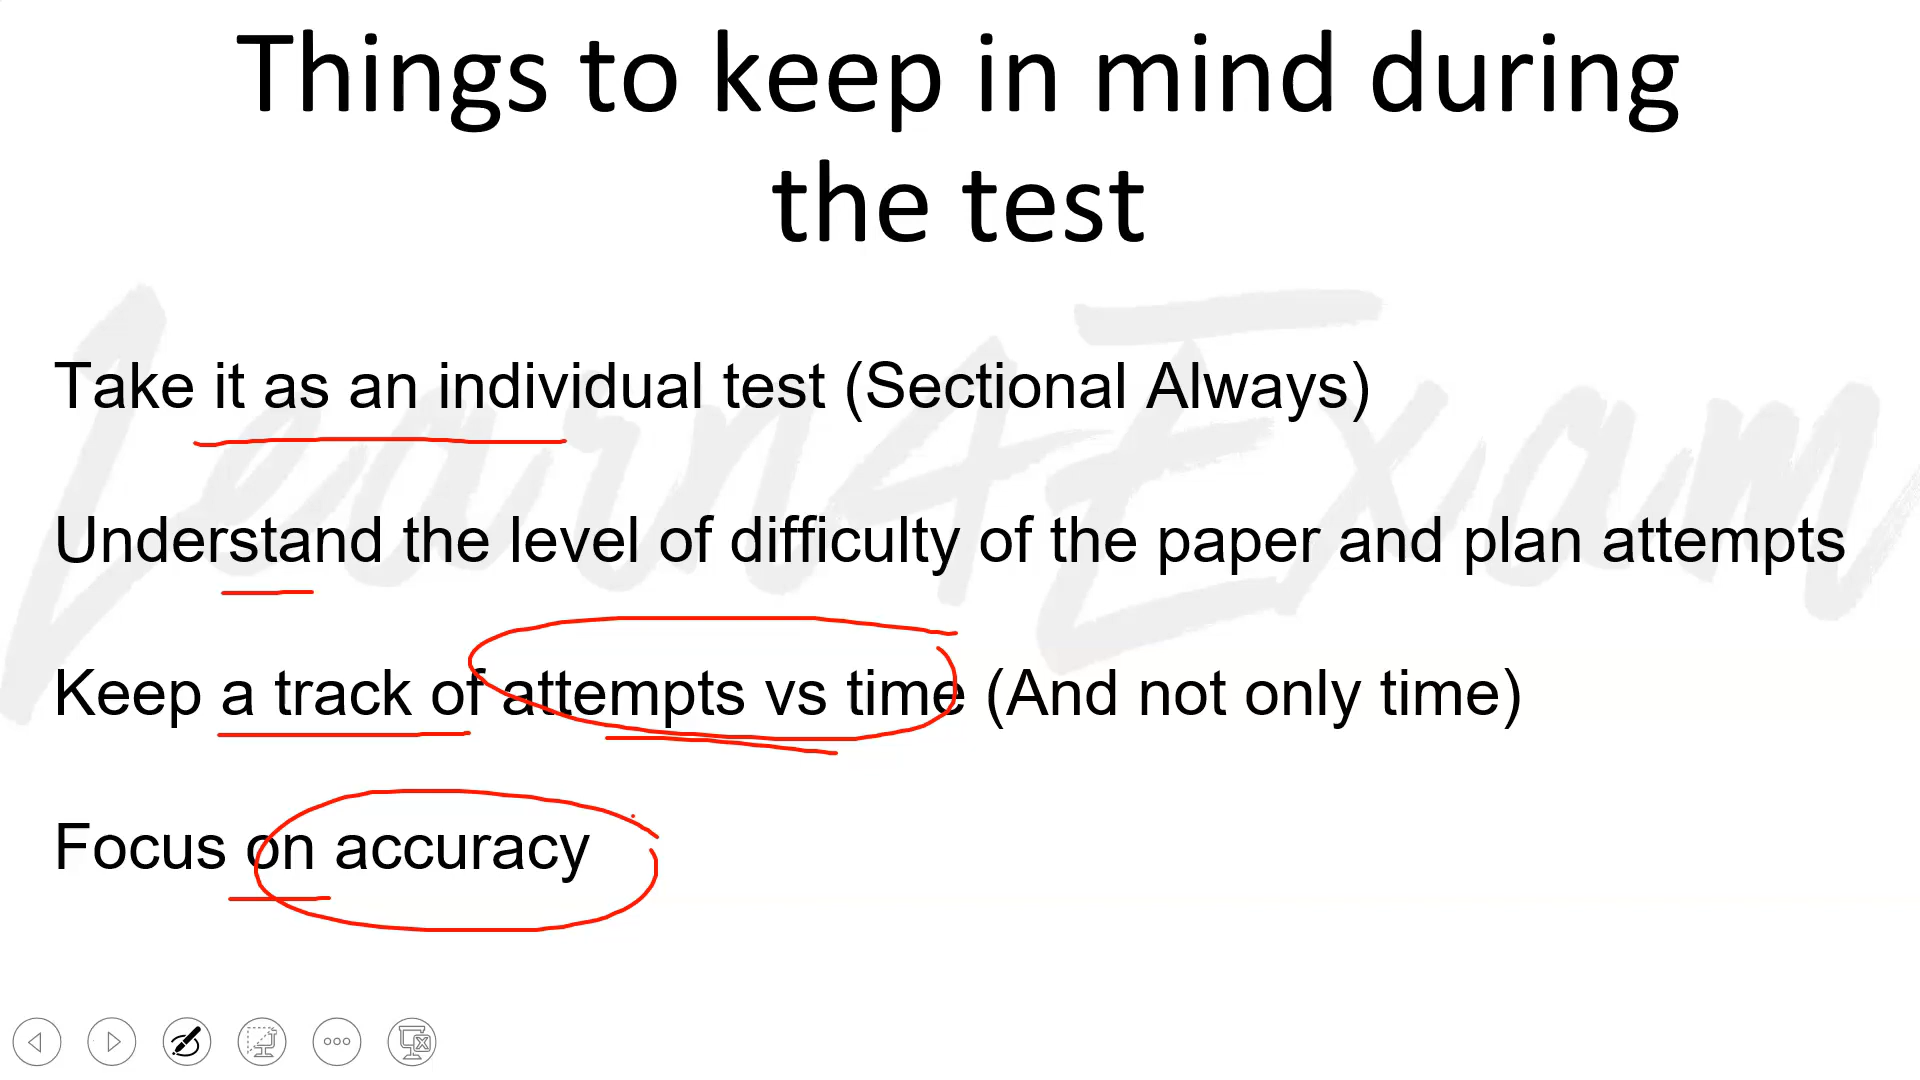 Things to keep in mind during
the test
Learn4Exam
Take it as an individual test (Sectional Always)
Understand the level of difficulty of the paper and plan attempts
Keep a track of attempts vs time (And not only time)
Focus on accuracy